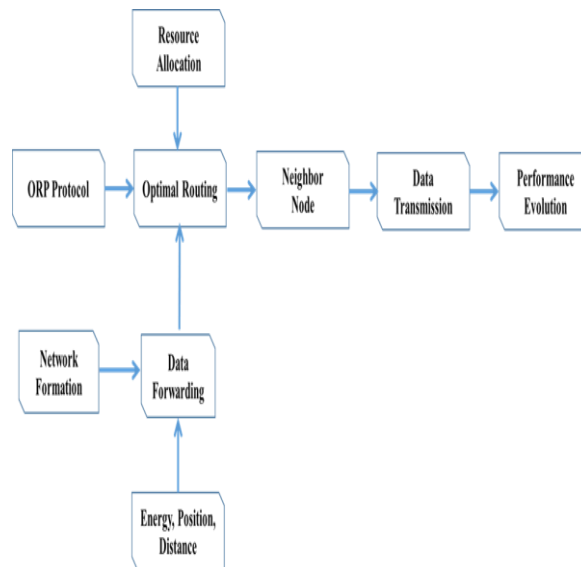 Resource
Allocation
ORP Protocol
Optimal Routing
Neighbor
Node
Data
Transmission
Performance
Evolution
Network
Formation
Data
Forwarding
Energy, Position,
Distance